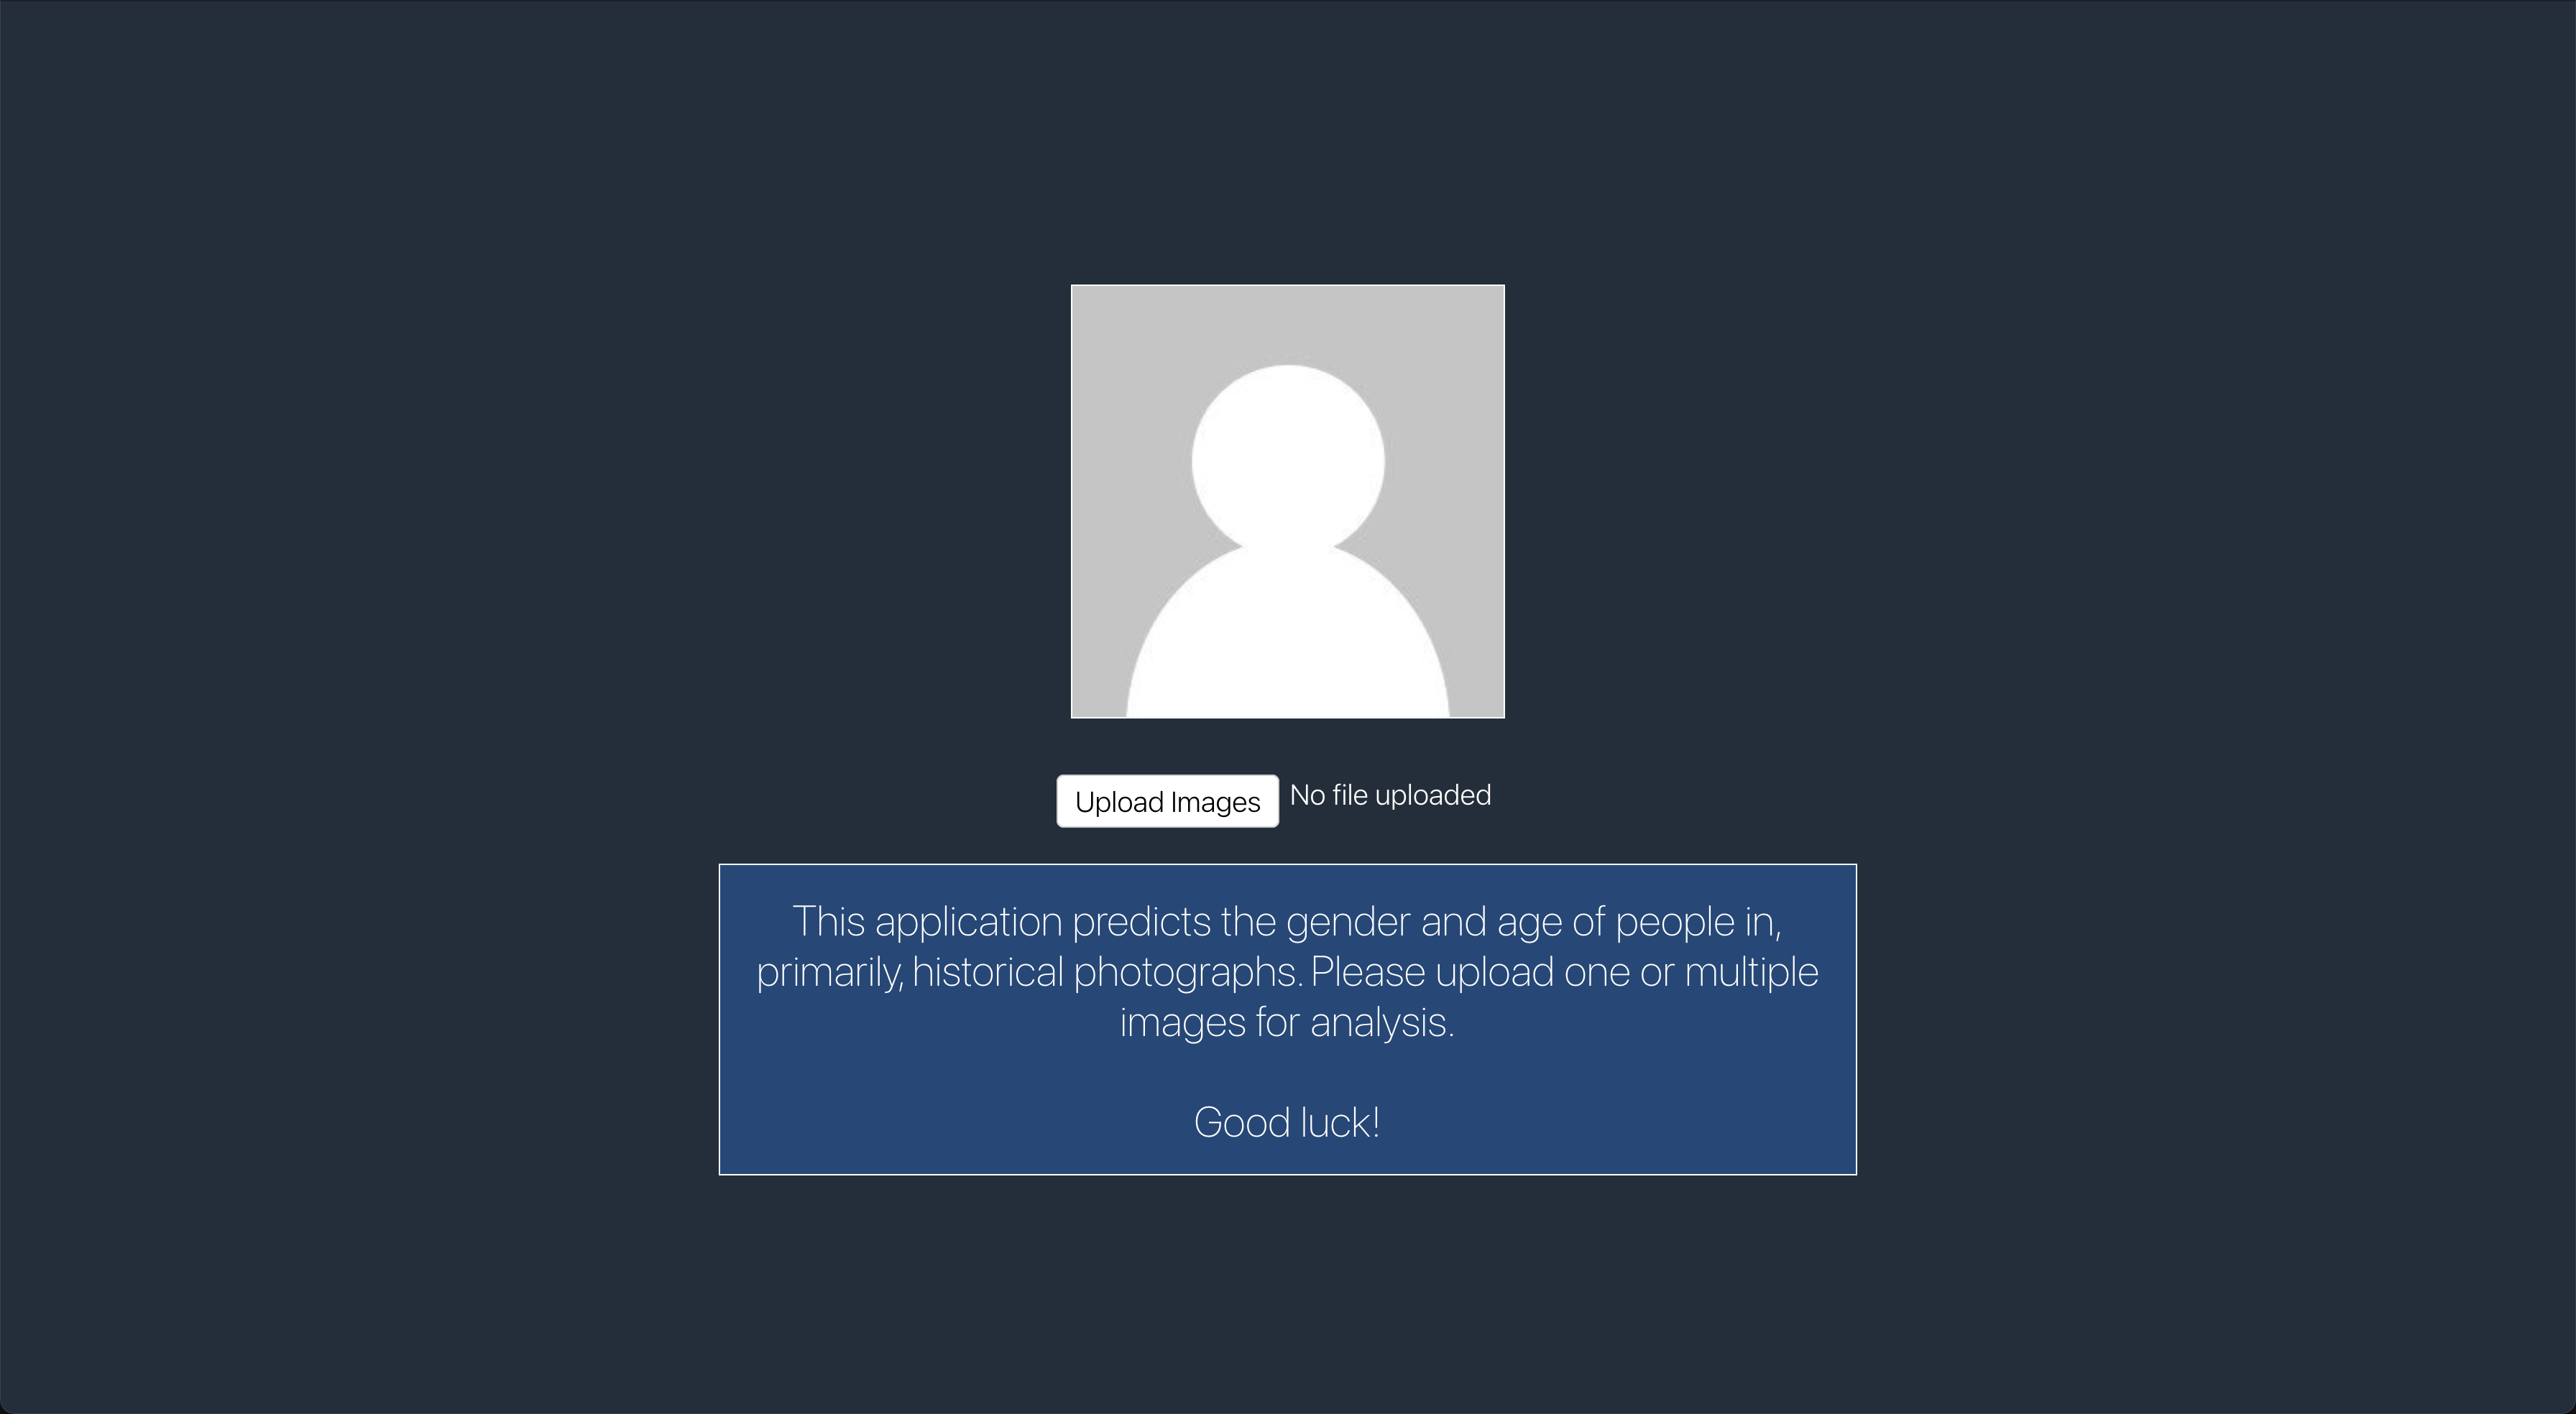 Upload Images No file uploaded
This application predicts the gender and age of people in,
primarily, historical photographs. Please upload one or multiple
images for analysis.
Good luck!